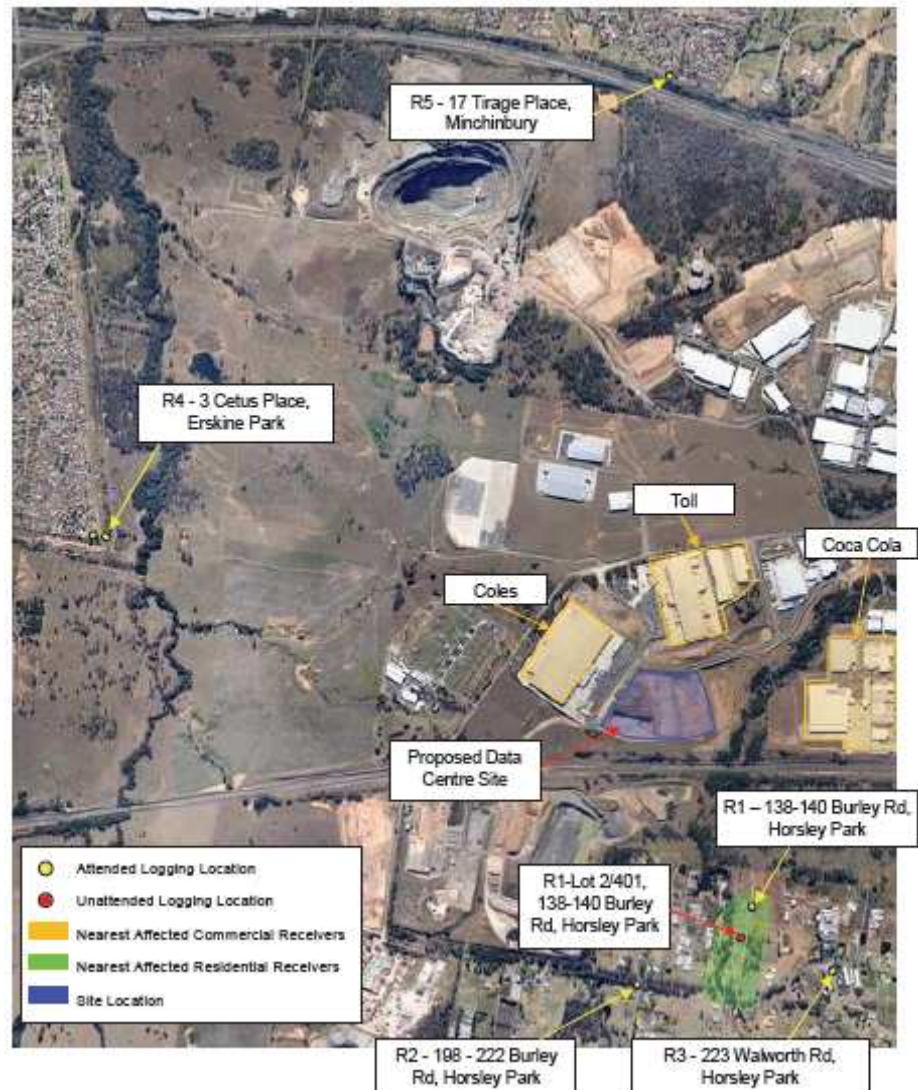 R5 - 17 Tirage Place,
Minchinbury
R4 - 3 Cetus Place,
Erskine Park
Toll
Coca Cola
Coles
Proposed Data
Centre Site
R1 – 138-140 Burley Rd,
Horsley Park
R1-Lot 2/401,
138-140 Burley
Rd, Horsley Park
Attended Logging Location
Unattended Logging Location
Nearest Affected Commercial Receivers
Nearest Affected Residential Receivers
Site Location
R2 - 198 - 222 Burley
Rd, Horsley Park
R3 - 223 Walworth Rd,
Horsley Park